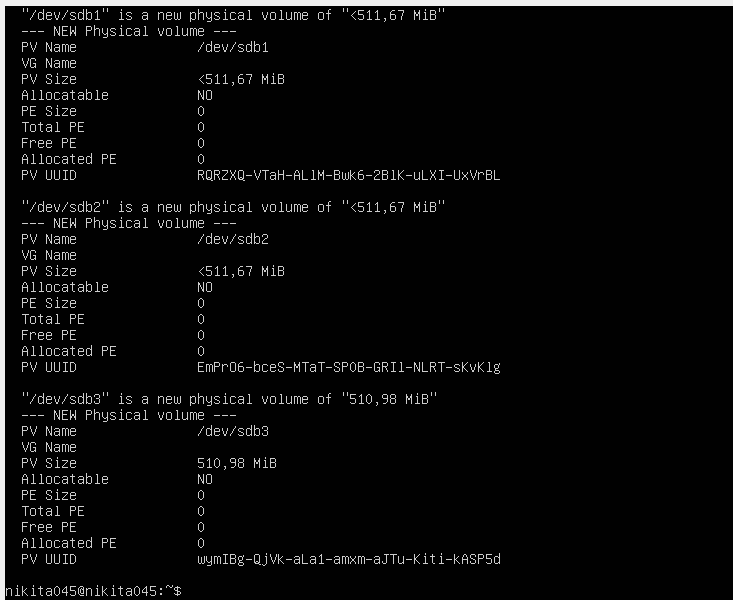 "/dev/sdb1" is a new physical volume of "<511,67 MiB"
--- NEW Physical volume ---
PV Name /dev/sdb1
VG Name
PV Size <511,67 MiB
Allocatable NO
PE Size 0
Total PE 0
Free PE 0
Allocated PE 0
PV UUID RQRZXQ-VTaH-ALlM-Bwk6-2BlK-uLXI-UxVrBL
"/dev/sdb2" is a new physical volume of "<511,67 MiB"
--- NEW Physical volume ---
PV Name /dev/sdb2
VG Name
PV Size <511,67 MiB
Allocatable NO
PE Size 0
Total PE 0
Free PE 0
Allocated PE 0
PV UUID EmPrO6-bceS-MTaT-SP0B-GRIl-NLRT-sKvKlg
"/dev/sdb3" is a new physical volume of "510,98 MiB"
--- NEW Physical volume ---
PV Name /dev/sdb3
VG Name
PV Size 510,98 MiB
Allocatable NO
PE Size 0
Total PE 0
Free PE 0
Allocated PE 0
PV UUID wymIBg-QjVk-aLa1-amxm-aJTu-Kiti-kASP5d
nikita045@nikita045:~$